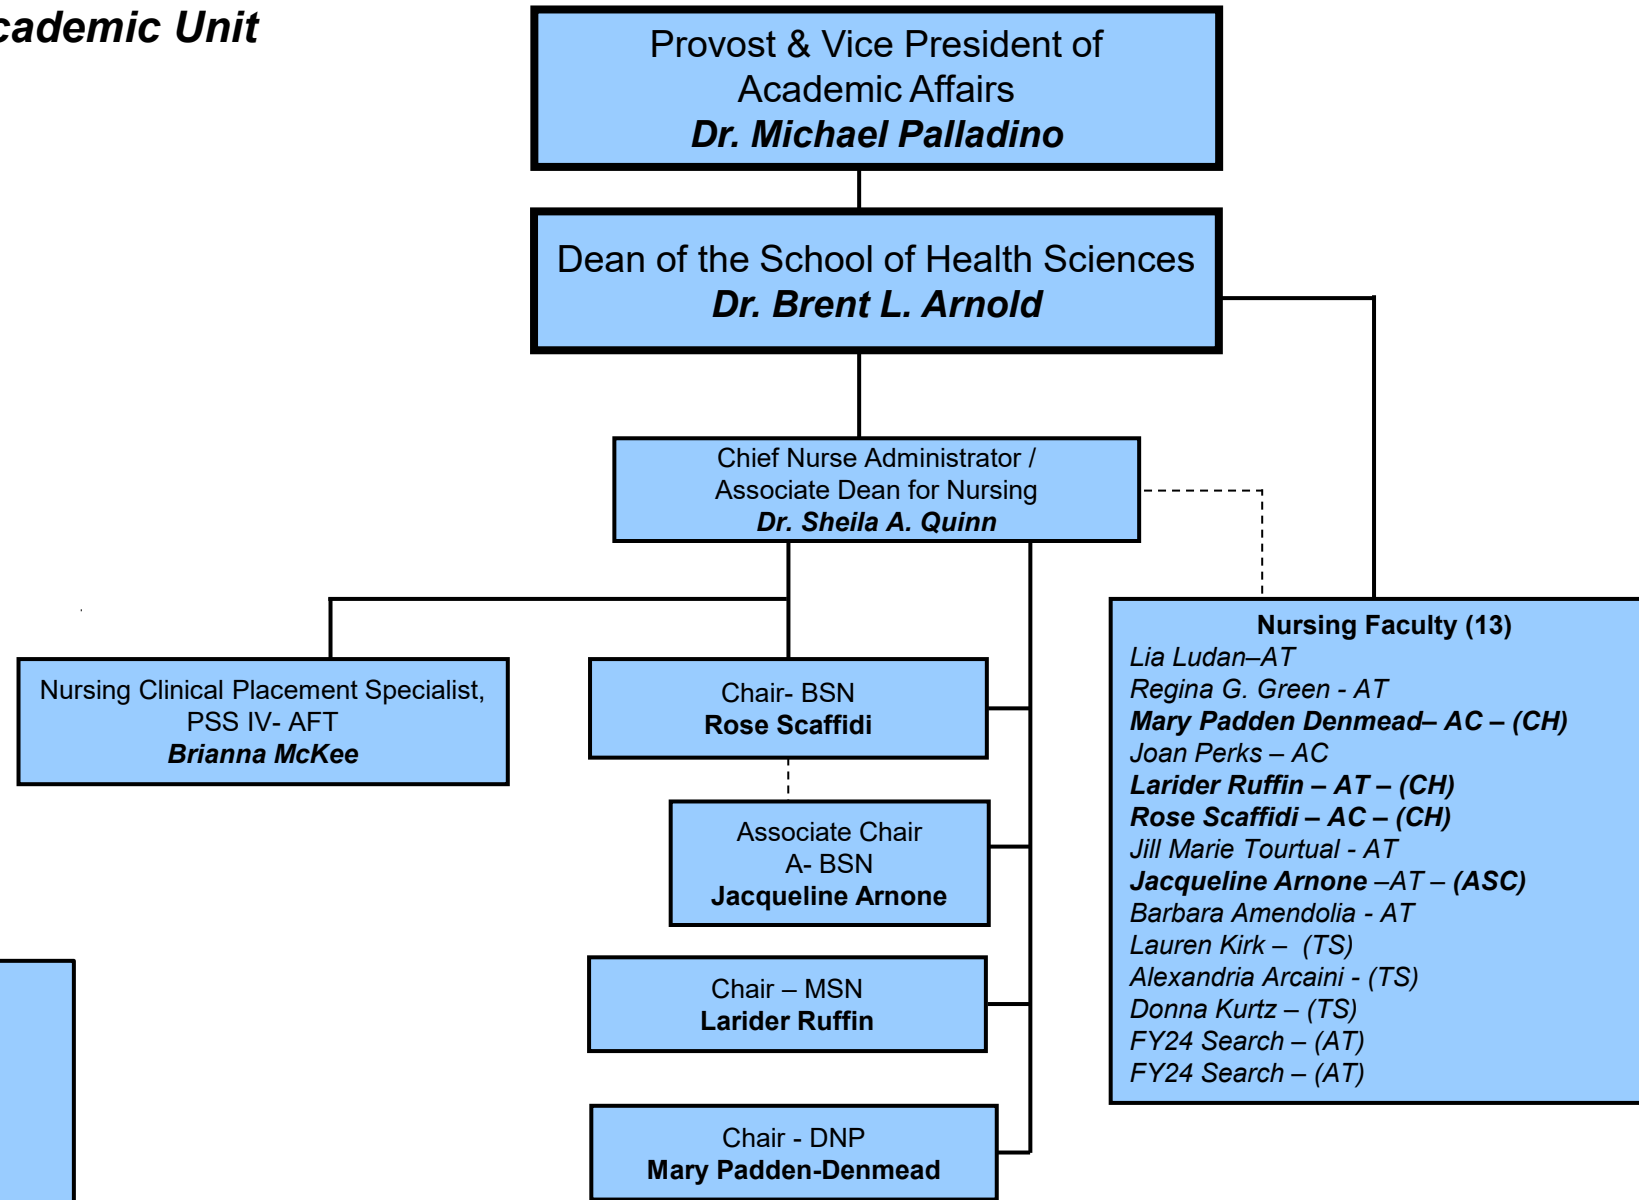 cademic Unit
Provost & Vice President of
Academic Affairs
Dr. Michael Palladino
Dean of the School of Health Sciences
Dr. Brent L. Arnold
Chief Nurse Administrator /
Associate Dean for Nursing
Dr. Sheila A. Quinn
Nursing Clinical Placement Specialist,
PSS IV- AFT
Brianna McKee
Chair- BSN
Rose Scaffidi
Associate Chair
A- BSN
Jacqueline Arnone
Chair – MSN
Larider Ruffin
Chair - DNP
Mary Padden-Denmead
Nursing Faculty (13)
Lia Ludan–AT
Regina G. Green - AT
Mary Padden Denmead– AC – (CH)
Joan Perks – AC
Larider Ruffin – AT – (CH)
Rose Scaffidi – AC – (CH)
Jill Marie Tourtual - AT
Jacqueline Arnone –AT – (ASC)
Barbara Amendolia - AT
Lauren Kirk –  (TS)
Alexandria Arcaini - (TS)
Donna Kurtz – (TS)
FY24 Search – (AT)
FY24 Search – (AT)